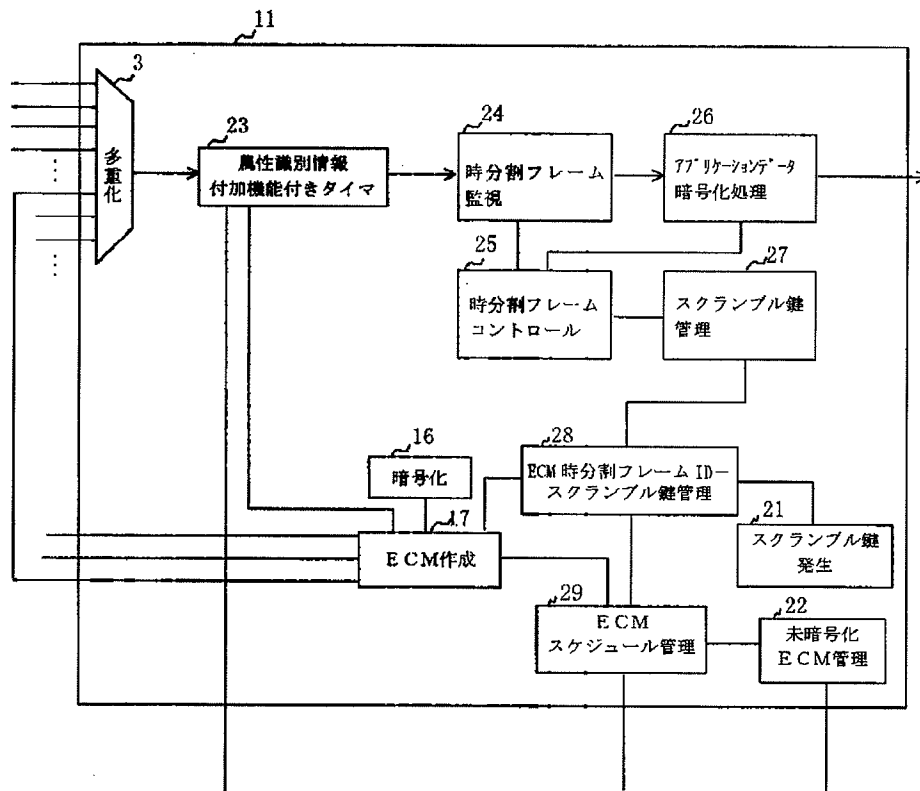 11
3
多重化
23
属性識別情報
付加機能付きタイマ
24
時分割フレーム
監視
26
アプリケーションデータ
暗号化処理
25
時分割フレーム
コントロール
27
スクランブル鍵
管理
28
ECM時分割フレームID－
スクランブル鍵管理
16
暗号化
17
ECM作成
21
スクランブル鍵
発生
29
ECM
スケジュール管理
22
未暗号化
ECM管理